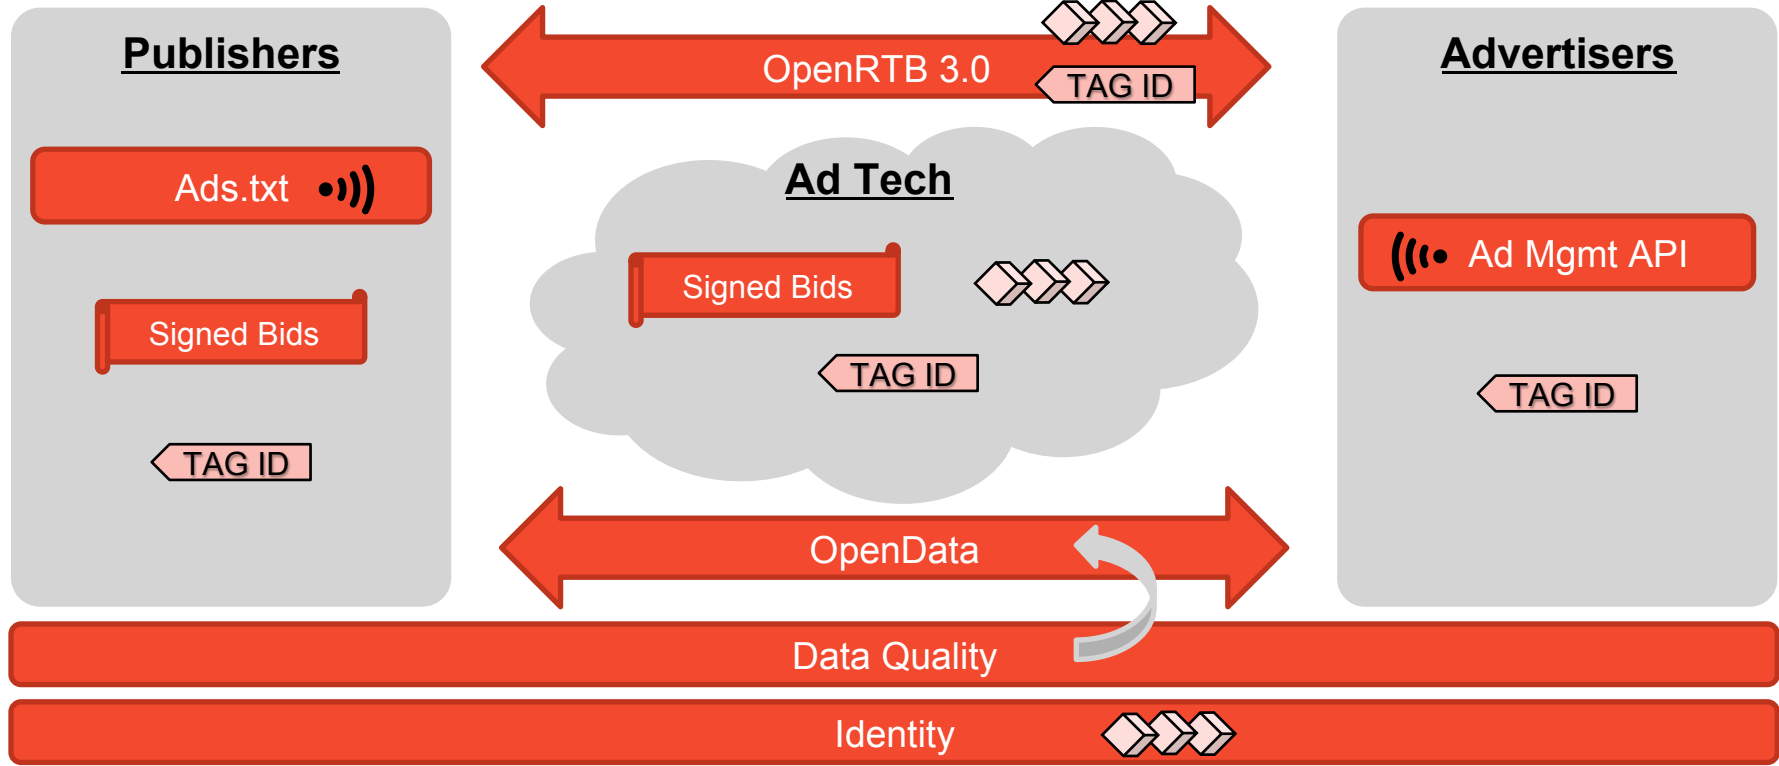 Publishers
Ads.txt
Signed Bids
TAG ID
OpenRTB 3.0
TAG ID
Ad Tech
Signed Bids
TAG ID
OpenData
Advertisers
Ad Mgmt API
TAG ID
Data Quality
Identity